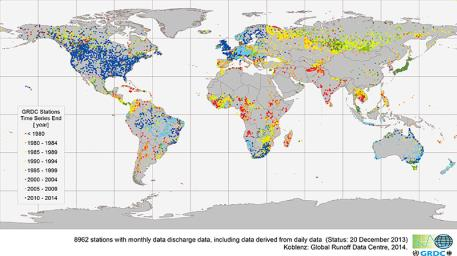 GRDC Stations
Time Series End
[ year]
< 1980
1980 - 1984
1985 - 1989
1990 - 1994
1995 - 1999
2000 - 2004
2005 - 2009
2010 - 2014
8962 stations with monthly data discharge data, including data derived from daily data (Status: 20 December 2013)
Koblenz: Global Runoff Data Centre, 2014.
GRDC